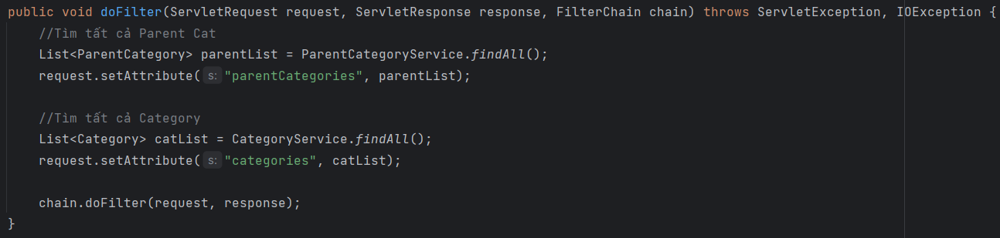 public void doFilter(ServletRequest request, ServletResponse response, FilterChain chain) throws ServletException, IOException {
    //Tìm tất cả Parent Cat
    List<ParentCategory> parentList = ParentCategoryService.findAll();
    request.setAttribute( s: "parentCategories", parentList);

    //Tìm tất cả Category
    List<Category> catList = CategoryService.findAll();
    request.setAttribute( s: "categories", catList);

    chain.doFilter(request, response);
}